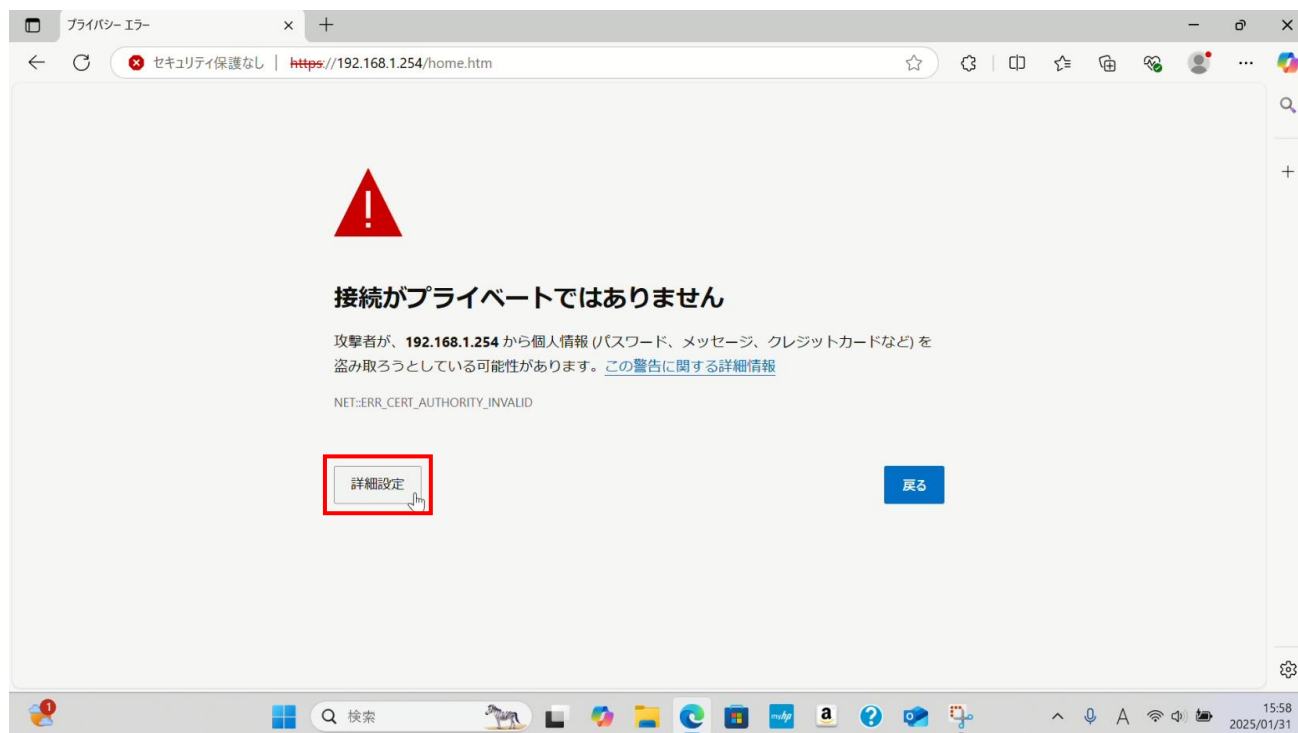 プライバシー エラー
セキュリティ保護なし https://192.168.1.254/home.htm
接続がプライベートではありません
攻撃者が、192.168.1.254 から個人情報 (パスワード、メッセージ、クレジットカードなど) を
盗み取ろうとしている可能性があります。この警告に関する詳細情報
NET::ERR_CERT_AUTHORITY_INVALID
詳細設定
戻る
1
検索
myhp
a
A
15:58
2025/01/31